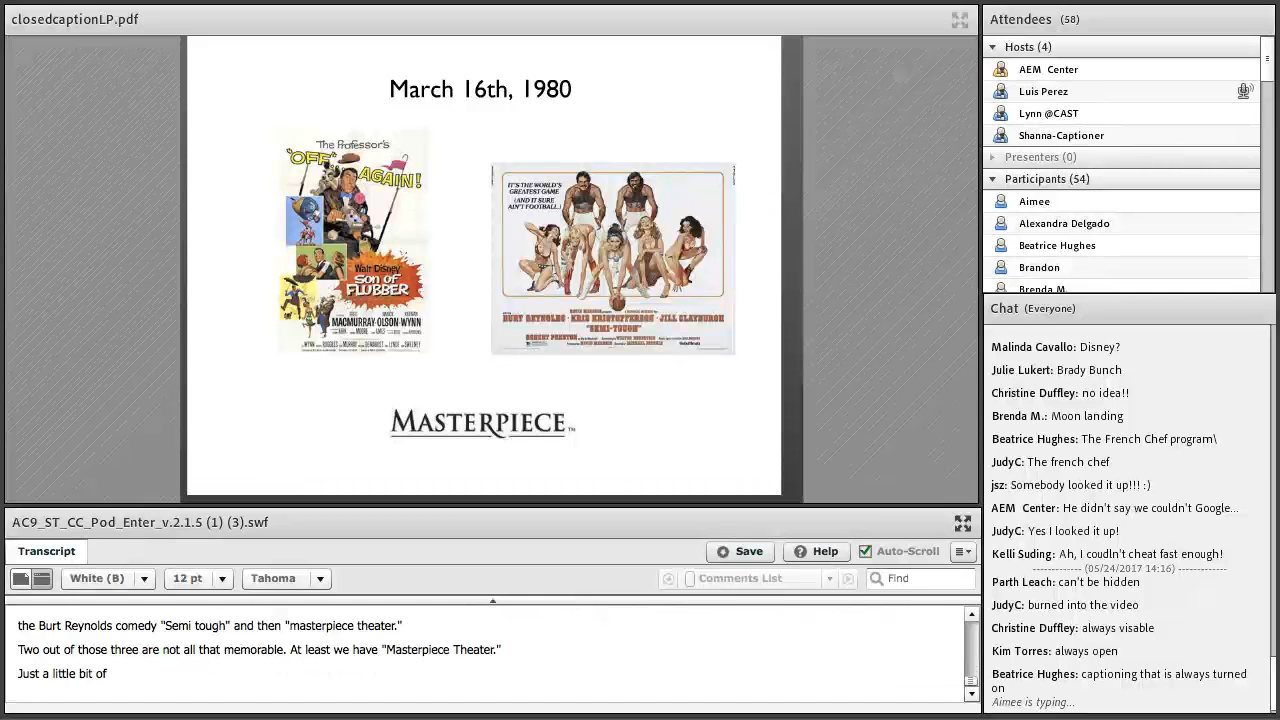 closedcaptionLP.pdf
March 16th, 1980
The Professor's
"OFF"
AGAIN!
Walt Disney
SON of
FLUBBER
MACMURRAY·OLSON·WYNN
IT'S THE WORLD'S
GREATEST GAME
(AND IT SURE
AIN'T FOOTBALL.)
BURT REYNOLDS · KRIS KRISTOFFERSON · JILL CLAYBURGH
"SEMI-TOUGH"
ROBERT PRESTON
MASTERPIECE™
AC9_ST_CC_Pod_Enter_v.2.1.5 (1) (3).swf
Transcript
Save
Help
Auto-Scroll
White (B)
12 pt
Tahoma
Comments List
Find
the Burt Reynolds comedy "Semi tough" and then "masterpiece theater."
Two out of those three are not all that memorable. At least we have "Masterpiece Theater."
Just a little bit of
Attendees (58)
Hosts (4)
AEM Center
Luis Perez
Lynn @CAST
Shanna-Captioner
Presenters (0)
Participants (54)
Aimee
Alexandra Delgado
Beatrice Hughes
Brandon
Brenda M.
Chat (Everyone)
Malinda Cavallo: Disney?
Julie Lukert: Brady Bunch
Christine Duffley: no idea!!
Brenda M.: Moon landing
Beatrice Hughes: The French Chef program\
JudyC: The french chef
jsz: Somebody looked it up!!! :)
AEM Center: He didn't say we couldn't Google...
JudyC: Yes I looked it up!
Kelli Suding: Ah, I coudln't cheat fast enough!
------------- (05/24/2017 14:16) -------------
Parth Leach: can't be hidden
JudyC: burned into the video
Christine Duffley: always visable
Kim Torres: always open
Beatrice Hughes: captioning that is always turned
on
Aimee is typing...